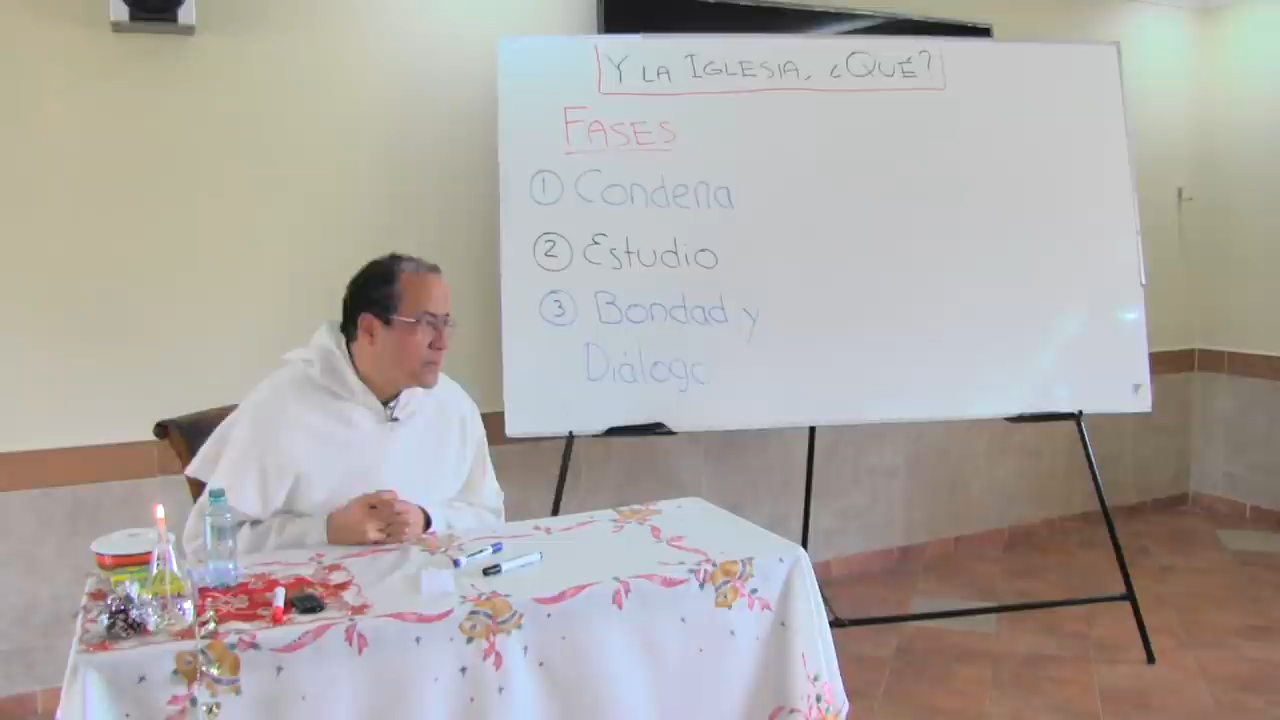 Y LA IGLESIA, ¿QUÉ?
FASES
① Condena
② Estudio
③ Bondad y
Diálogo